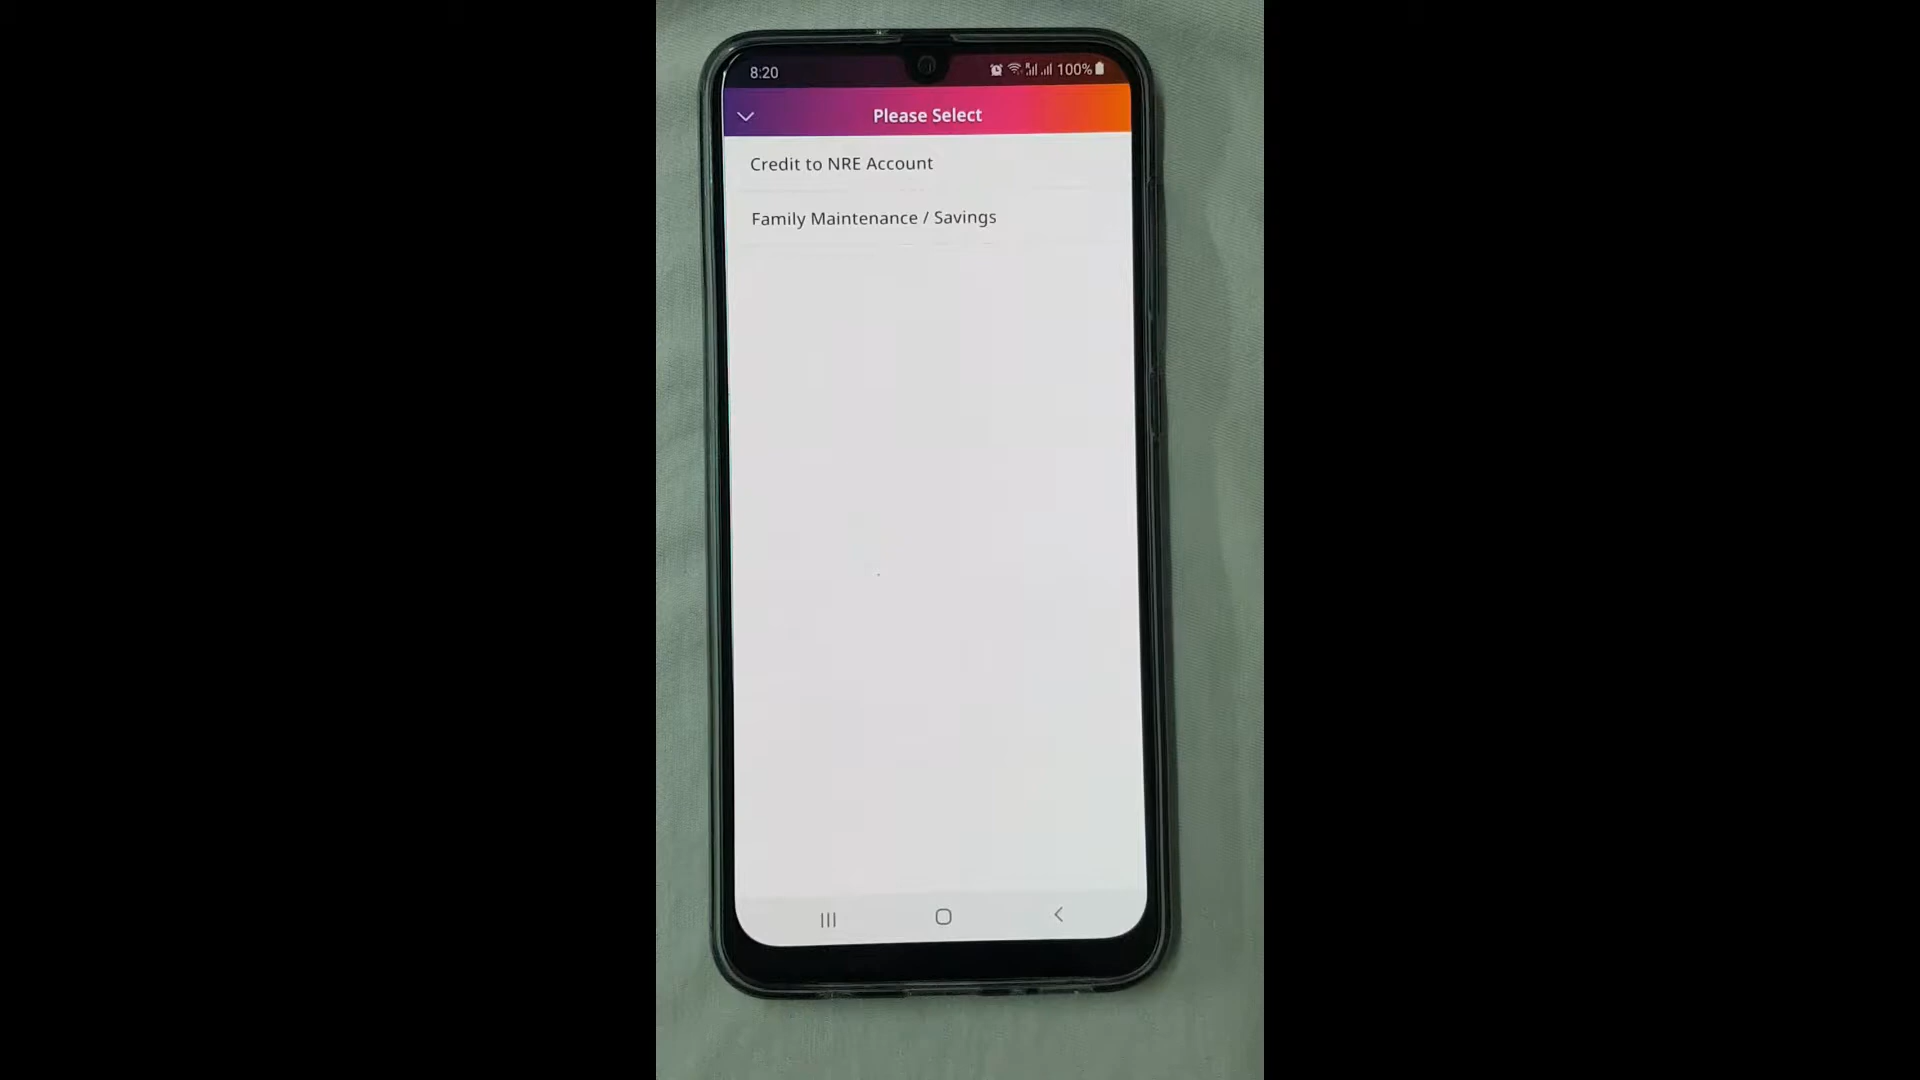 8:20
100%
Please Select
Credit to NRE Account
Family Maintenance / Savings